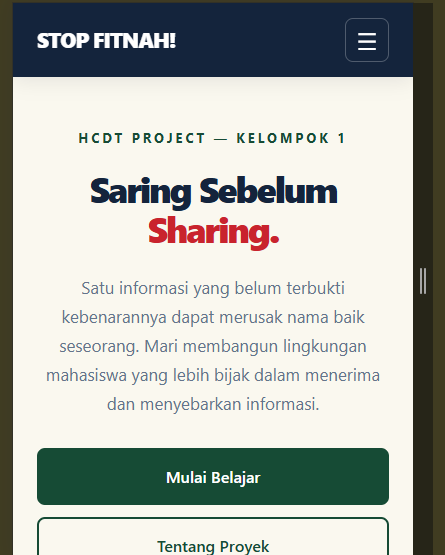 STOP FITNAH!
HCDT PROJECT — KELOMPOK 1
Saring Sebelum
Sharing.
Satu informasi yang belum terbukti
kebenarannya dapat merusak nama baik
seseorang. Mari membangun lingkungan
mahasiswa yang lebih bijak dalam menerima
dan menyebarkan informasi.
Mulai Belajar
Tentang Proyek